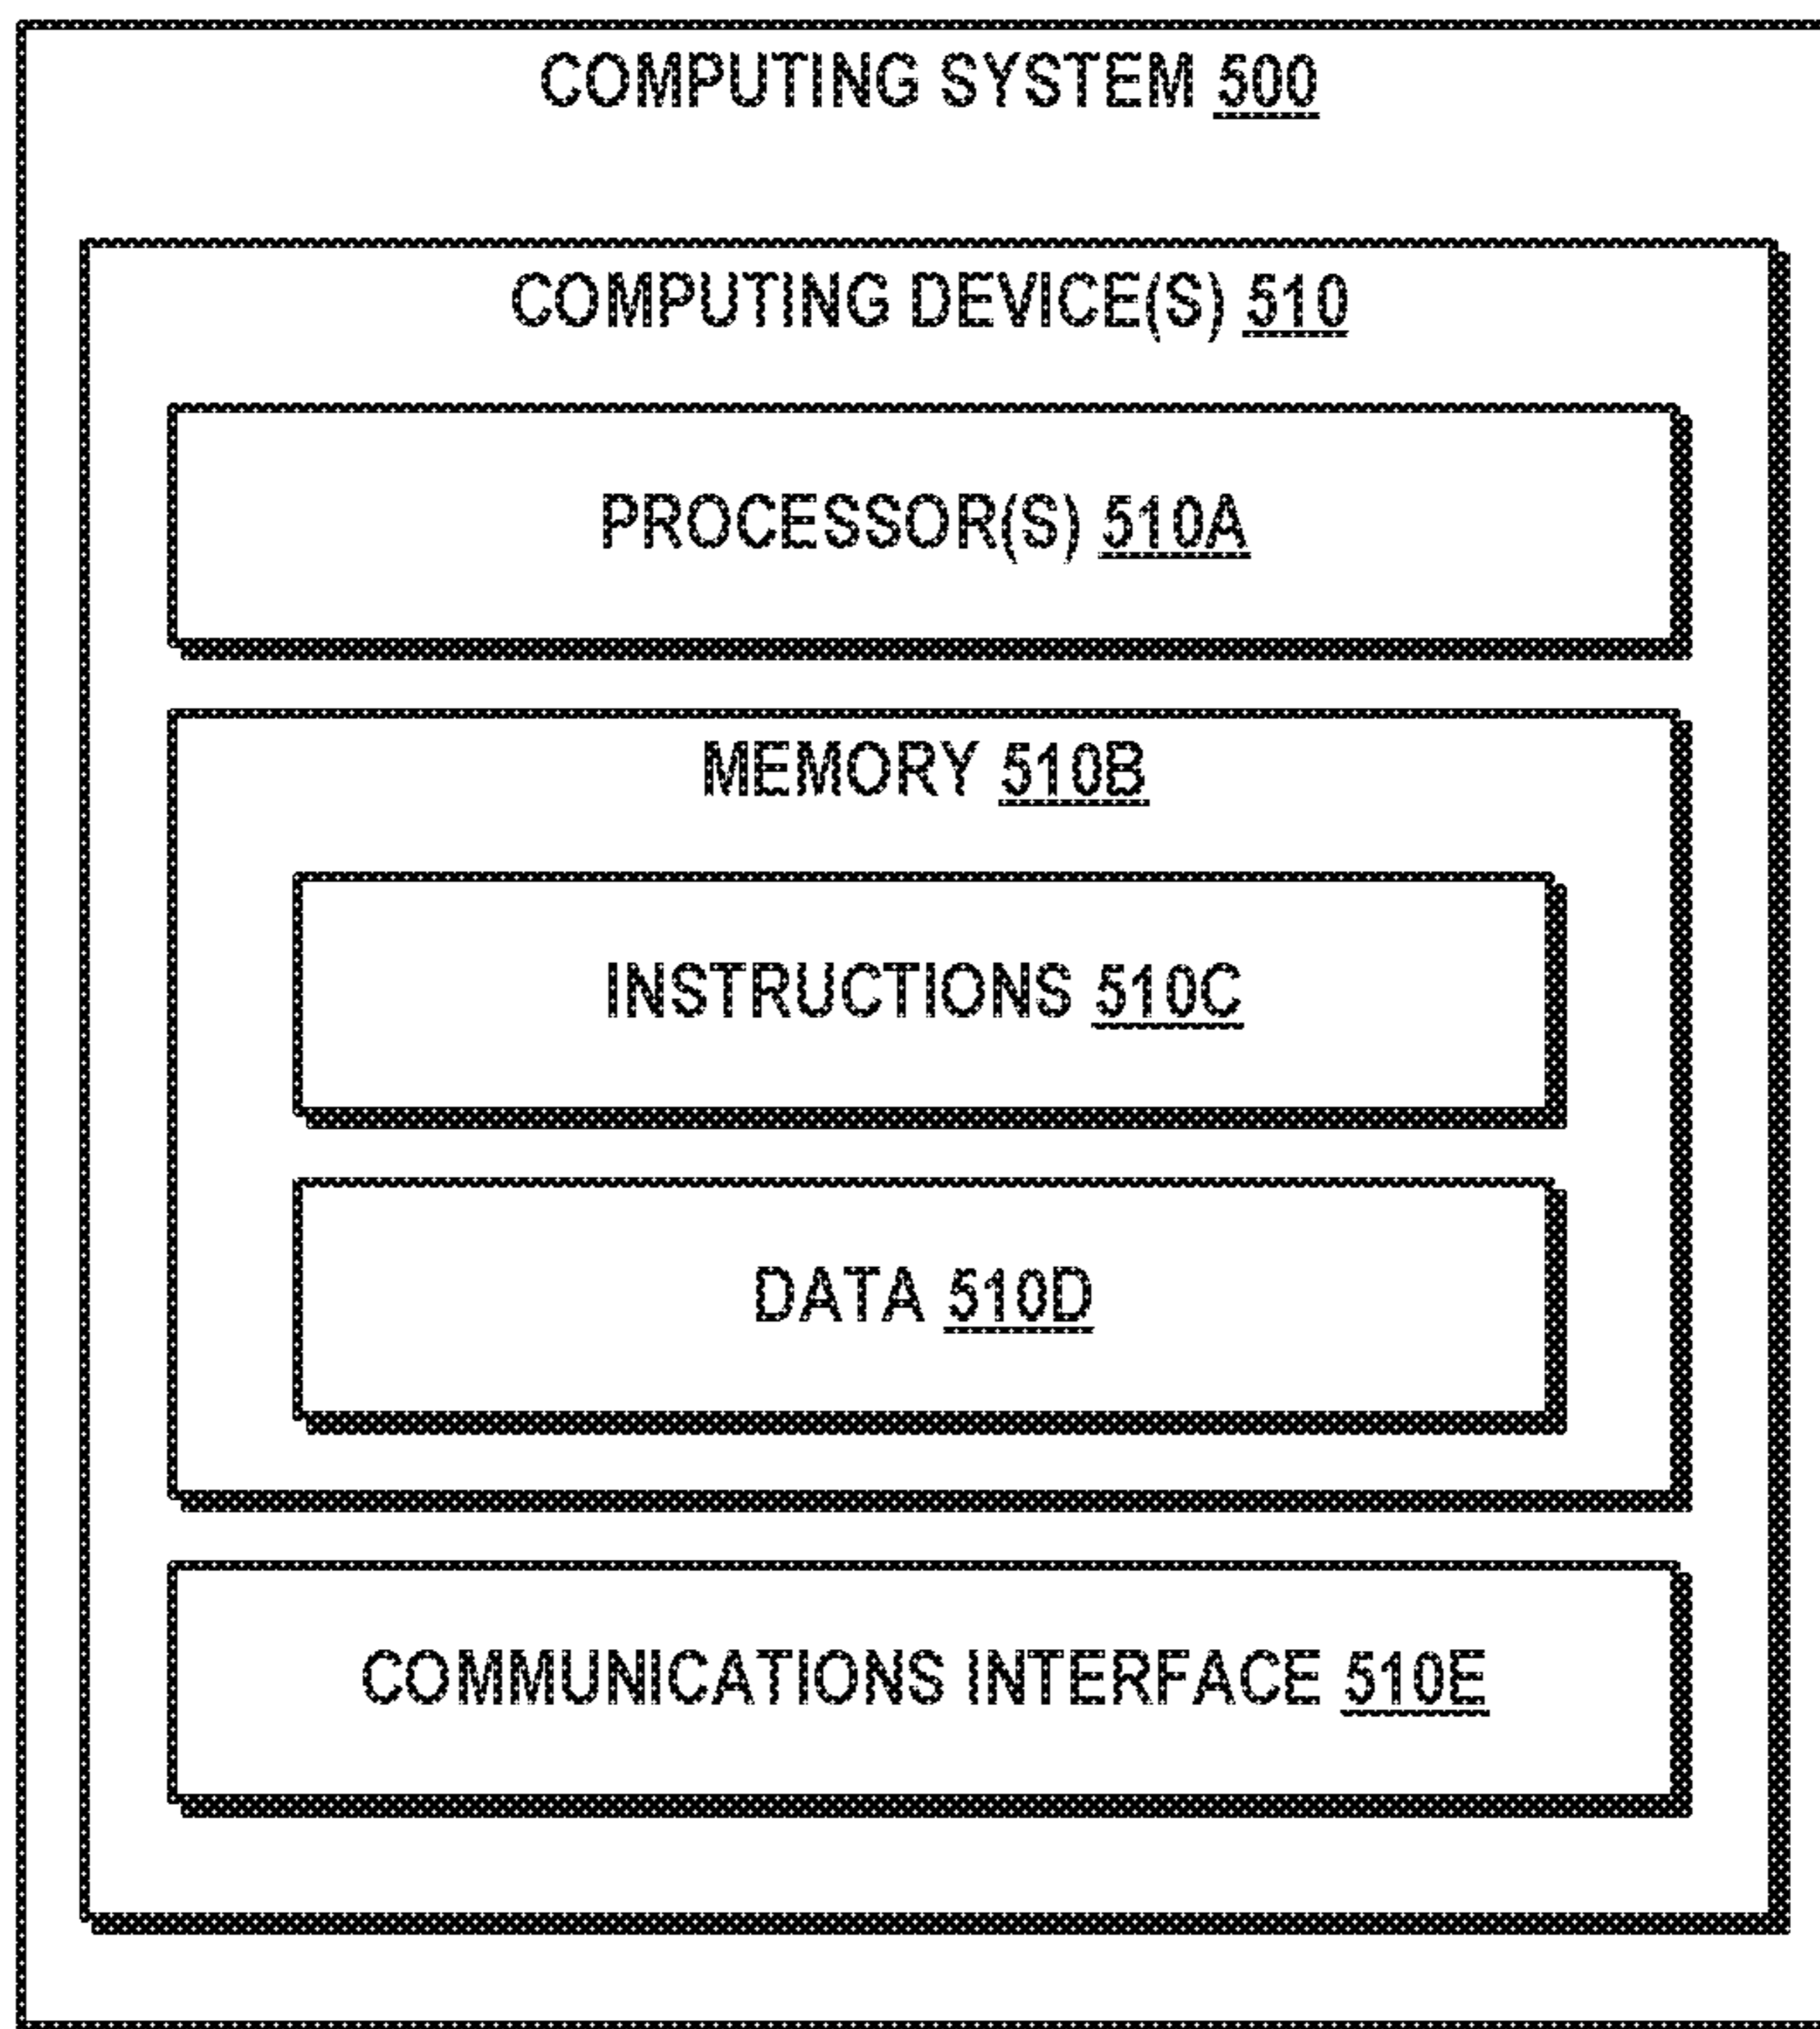 COMPUTING SYSTEM 500
COMPUTING DEVICE(S) 510
PROCESSOR(S) 510A
MEMORY 510B
INSTRUCTIONS 510C
DATA 510D
COMMUNICATIONS INTERFACE 510E